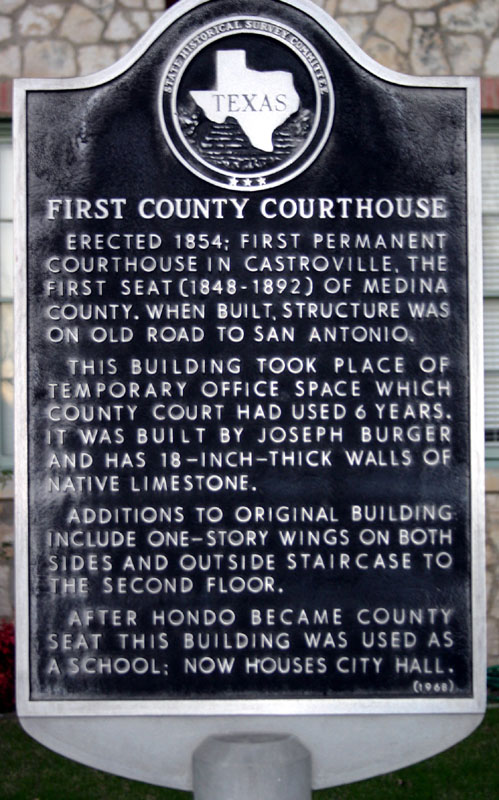 STATE HISTORICAL SURVEY COMMITTEE
TEXAS
FIRST COUNTY COURTHOUSE
ERECTED 1854; FIRST PERMANENT
COURTHOUSE IN CASTROVILLE, THE
FIRST SEAT (1848-1892) OF MEDINA
COUNTY. WHEN BUILT, STRUCTURE WAS
ON OLD ROAD TO SAN ANTONIO.
THIS BUILDING TOOK PLACE OF
TEMPORARY OFFICE SPACE WHICH
COUNTY COURT HAD USED 6 YEARS.
IT WAS BUILT BY JOSEPH BURGER
AND HAS 18-INCH-THICK WALLS OF
NATIVE LIMESTONE.
ADDITIONS TO ORIGINAL BUILDING
INCLUDE ONE-STORY WINGS ON BOTH
SIDES AND OUTSIDE STAIRCASE TO
THE SECOND FLOOR.
AFTER HONDO BECAME COUNTY
SEAT THIS BUILDING WAS USED AS
A SCHOOL; NOW HOUSES CITY HALL.
(1968)